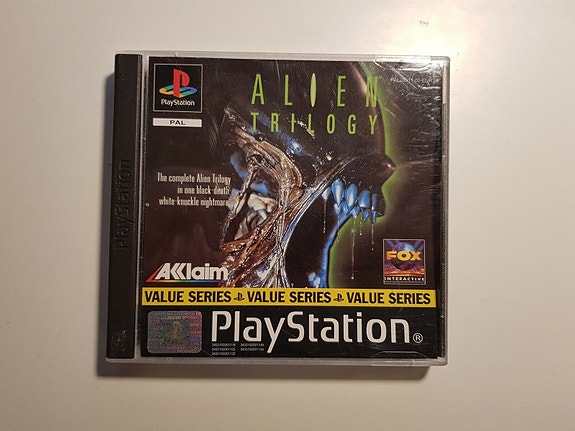 PlayStation
PlayStation
PAL
ALIEN
TRILOGY
The complete Alien Trilogy
in one black-death
white-knuckle nightmare.
AKKlaim
FOX
INTERACTIVE
VALUE SERIES VALUE SERIES VALUE SERIES
PlayStation®